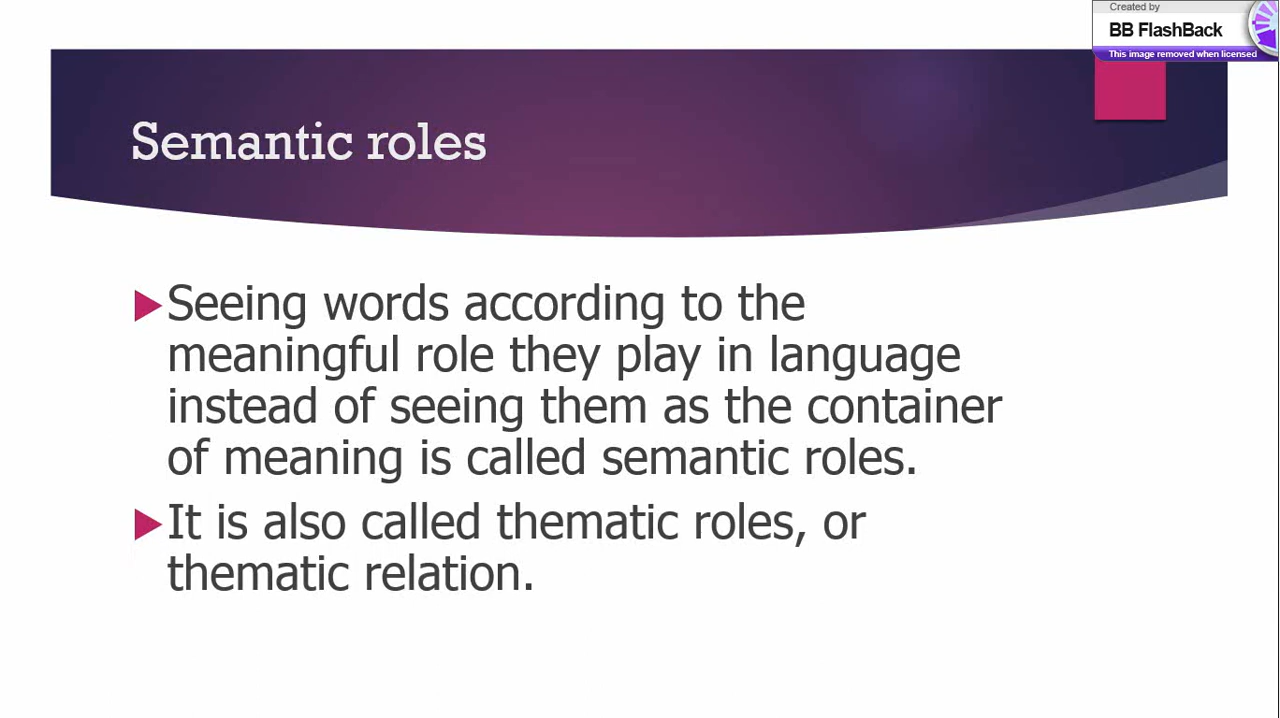 Created by
BB FlashBack
This image removed when licensed
Semantic roles
Seeing words according to the
meaningful role they play in language
instead of seeing them as the container
of meaning is called semantic roles.
It is also called thematic roles, or
thematic relation.